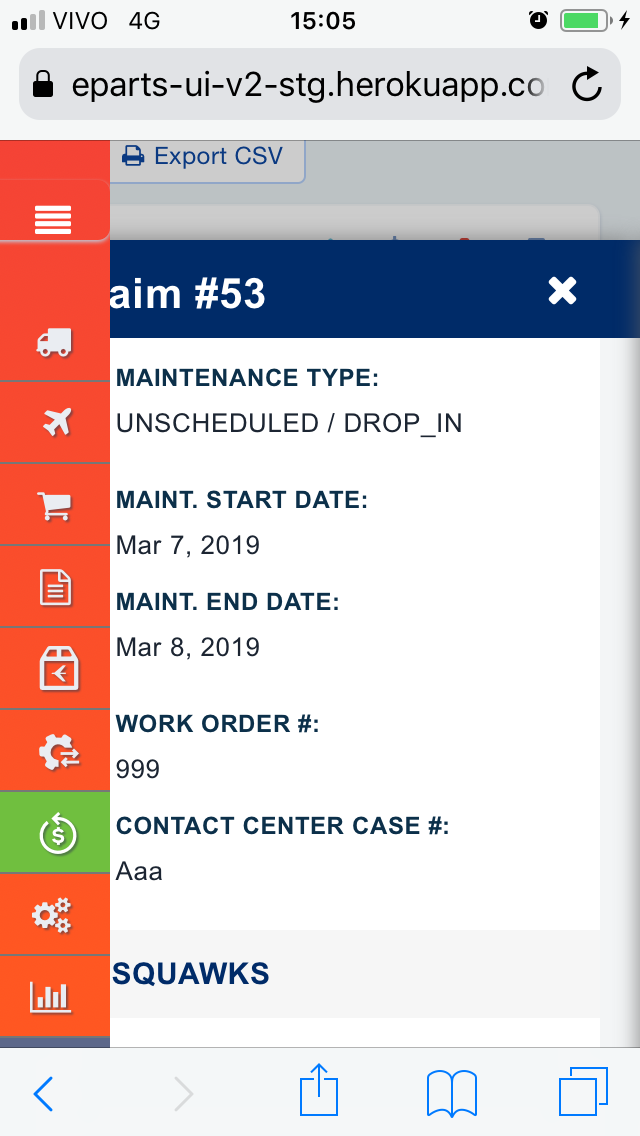 VIVO 4G 15:05
eparts-ui-v2-stg.herokuapp.co
Export CSV
aim #53
MAINTENANCE TYPE:
UNSCHEDULED / DROP_IN
MAINT. START DATE:
Mar 7, 2019
MAINT. END DATE:
Mar 8, 2019
WORK ORDER #:
999
CONTACT CENTER CASE #:
Aaa
SQUAWKS